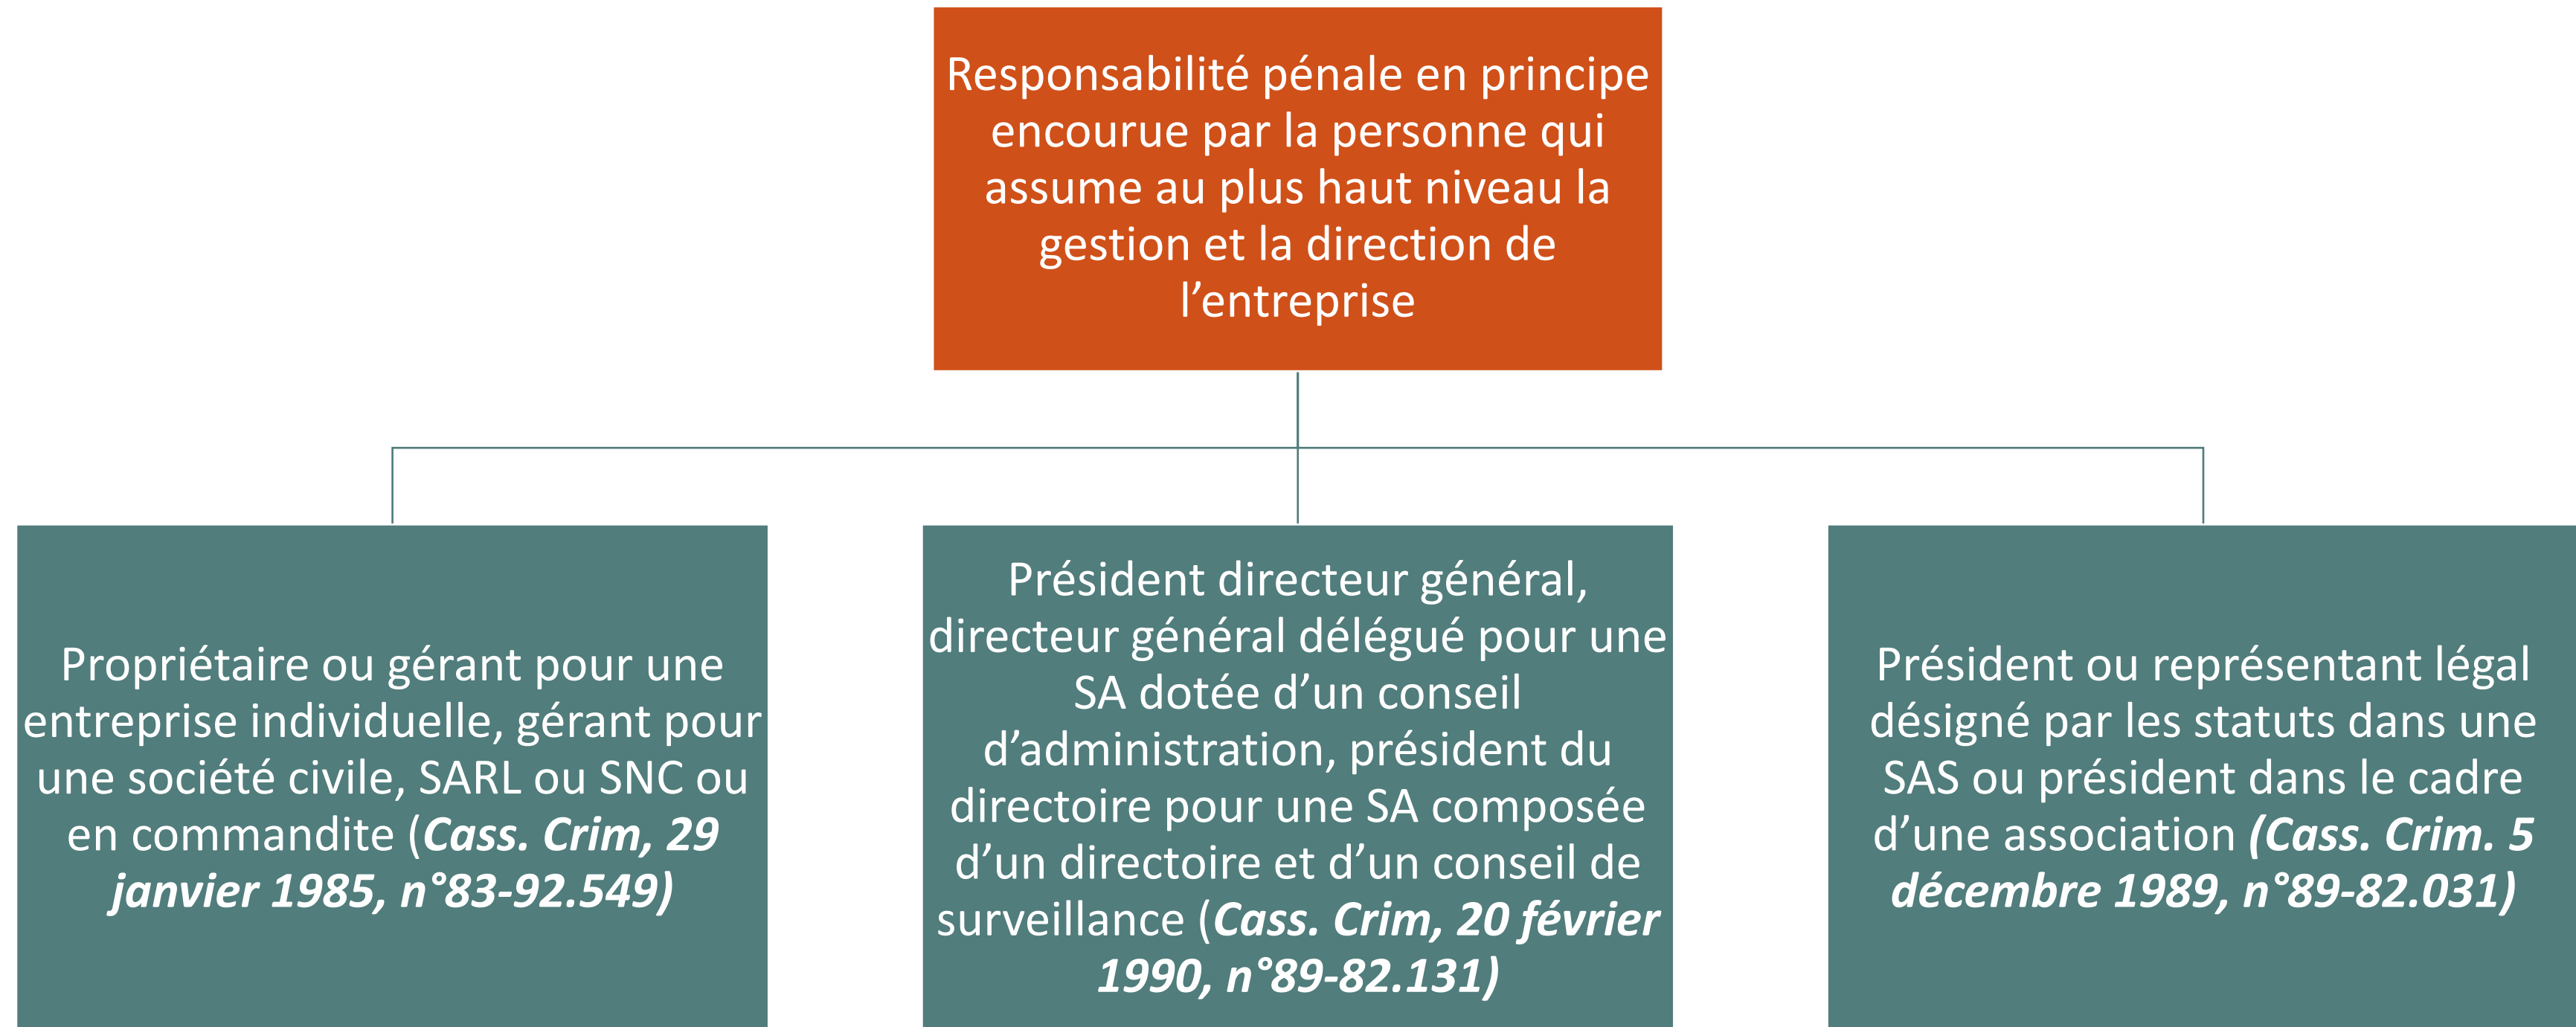 Responsabilité pénale en principe
encourue par la personne qui
assume au plus haut niveau la
gestion et la direction de
l’entreprise
Propriétaire ou gérant pour une
entreprise individuelle, gérant pour
une société civile, SARL ou SNC ou
en commandite (Cass. Crim, 29
janvier 1985, n°83-92.549)
Président directeur général,
directeur général délégué pour une
SA dotée d’un conseil
d’administration, président du
directoire pour une SA composée
d’un directoire et d’un conseil de
surveillance (Cass. Crim, 20 février
1990, n°89-82.131)
Président ou représentant légal
désigné par les statuts dans une
SAS ou président dans le cadre
d’une association (Cass. Crim. 5
décembre 1989, n°89-82.031)